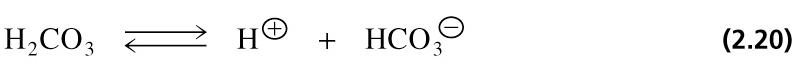 H₂CO₃ ⇌ H⊕ + HCO₃⊖ (2.20)